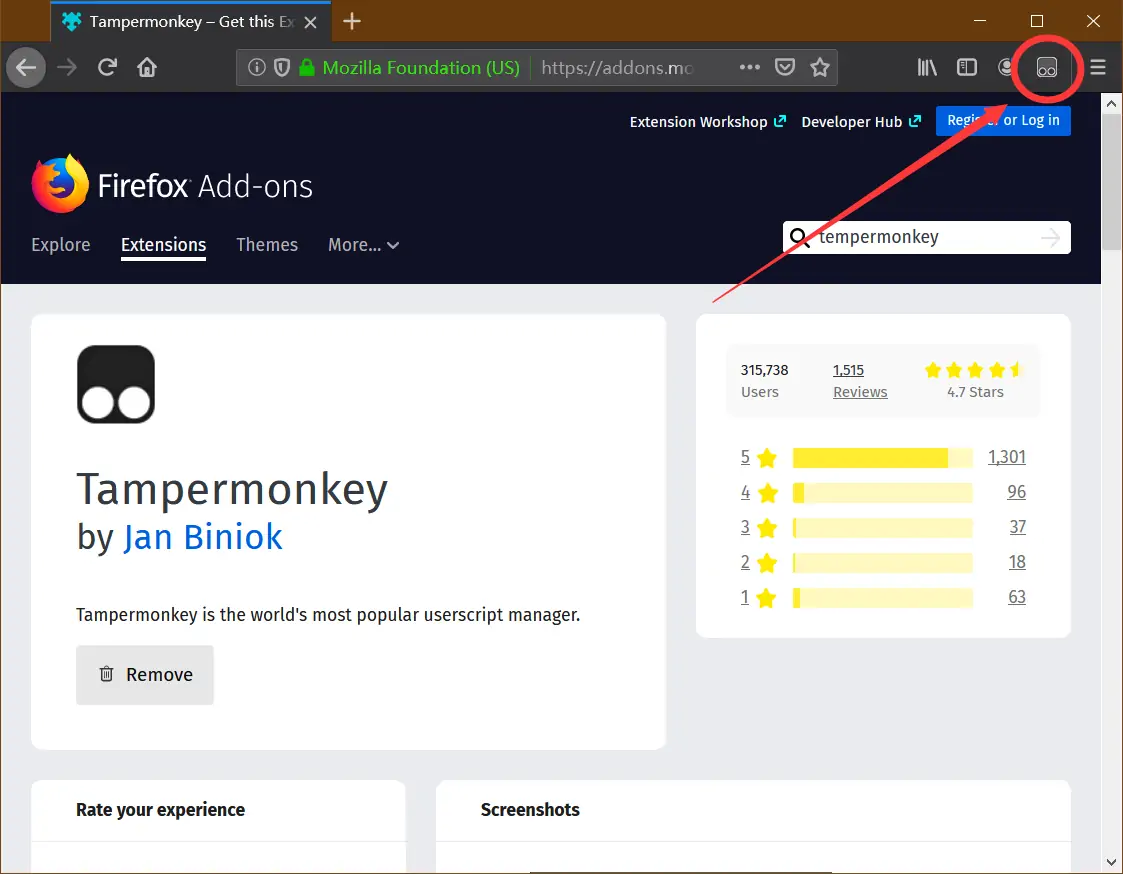 Tampermonkey – Get this Ex
Mozilla Foundation (US) https://addons.mo
Extension Workshop Developer Hub Register or Log in
Firefox Add-ons
Explore Extensions Themes More...
tempermonkey
315,738 1,515
Users Reviews 4.7 Stars
5 1,301
4 96
3 37
2 18
1 63
Tampermonkey
by Jan Biniok
Tampermonkey is the world's most popular userscript manager.
Remove
Rate your experience
Screenshots